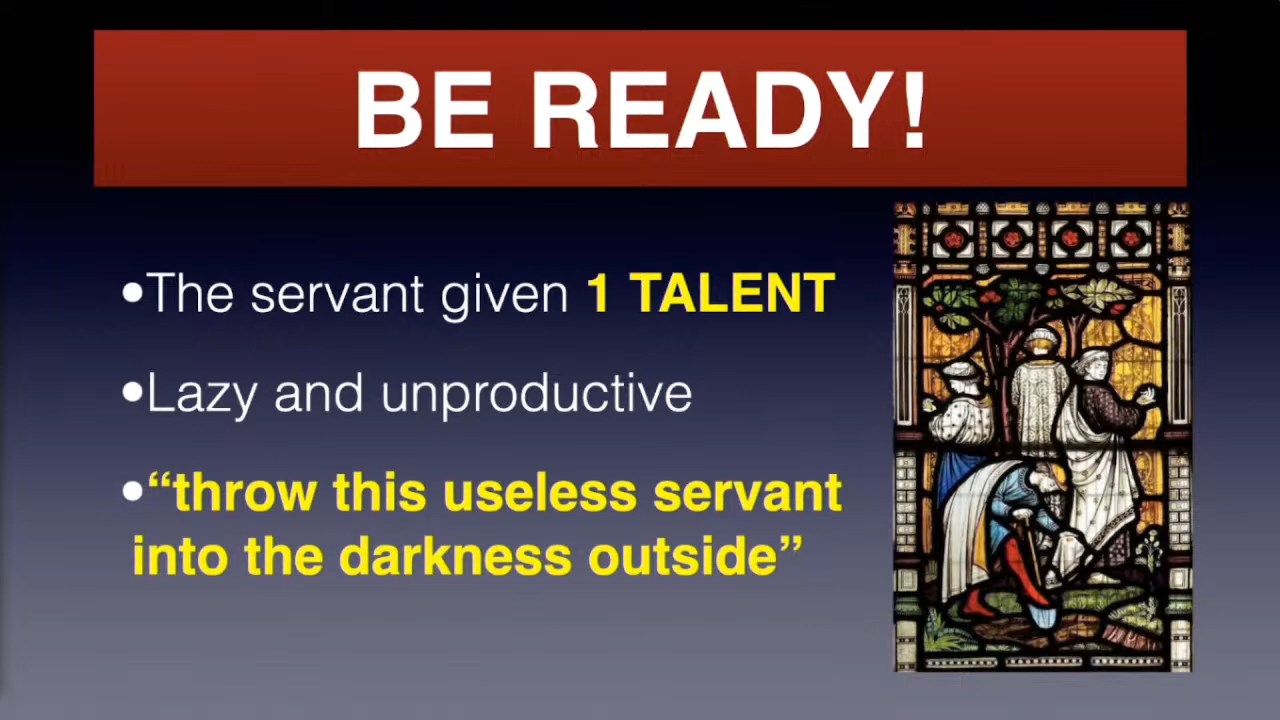 BE READY!
•The servant given 1 TALENT
•Lazy and unproductive
•“throw this useless servant
into the darkness outside”